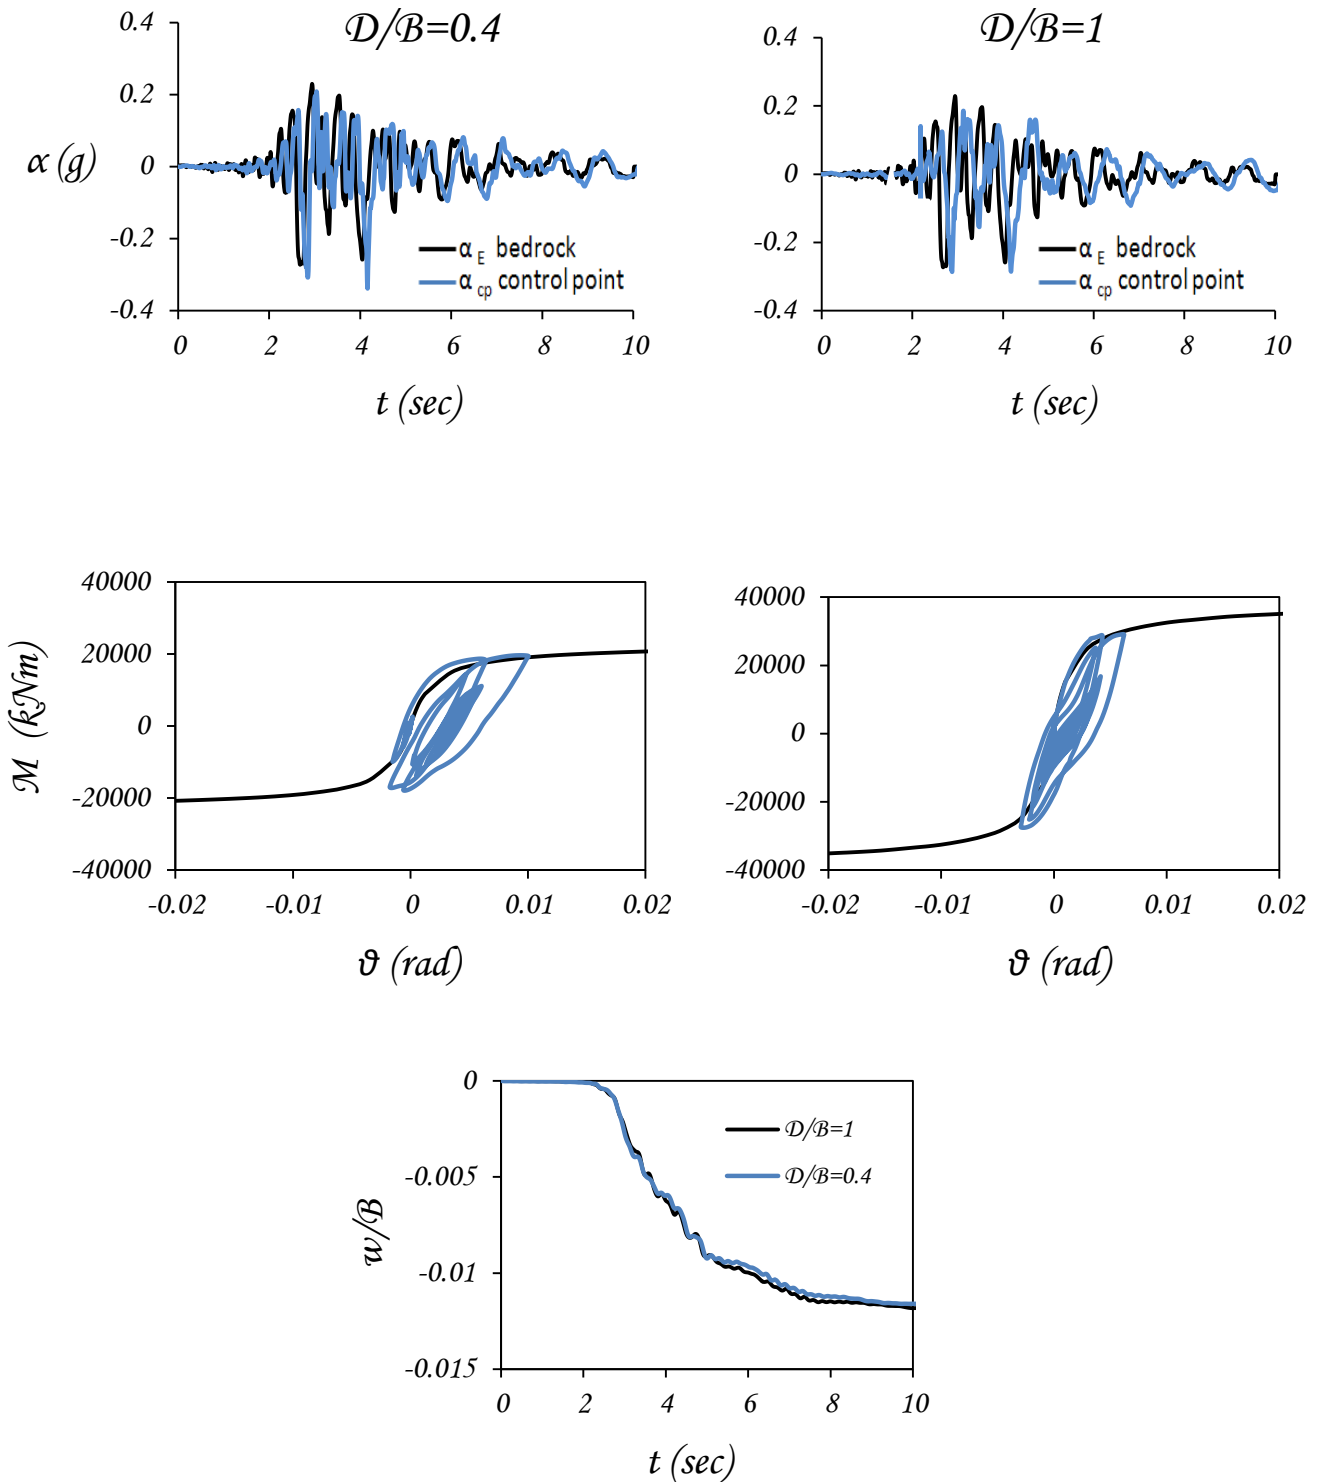 D/B=0.4
D/B=1
α (g)
0.4
0.2
0
-0.2
-0.4
α E bedrock
α cp control point
0 2 4 6 8 10
t (sec)
0.4
0.2
0
-0.2
-0.4
α E bedrock
α cp control point
0 2 4 6 8 10
t (sec)
M (kNm)
40000
20000
0
-20000
-40000
-0.02 -0.01 0 0.01 0.02
ϑ (rad)
40000
20000
0
-20000
-40000
-0.02 -0.01 0 0.01 0.02
ϑ (rad)
w/B
0
-0.005
-0.01
-0.015
D/B=1
D/B=0.4
0 2 4 6 8 10
t (sec)